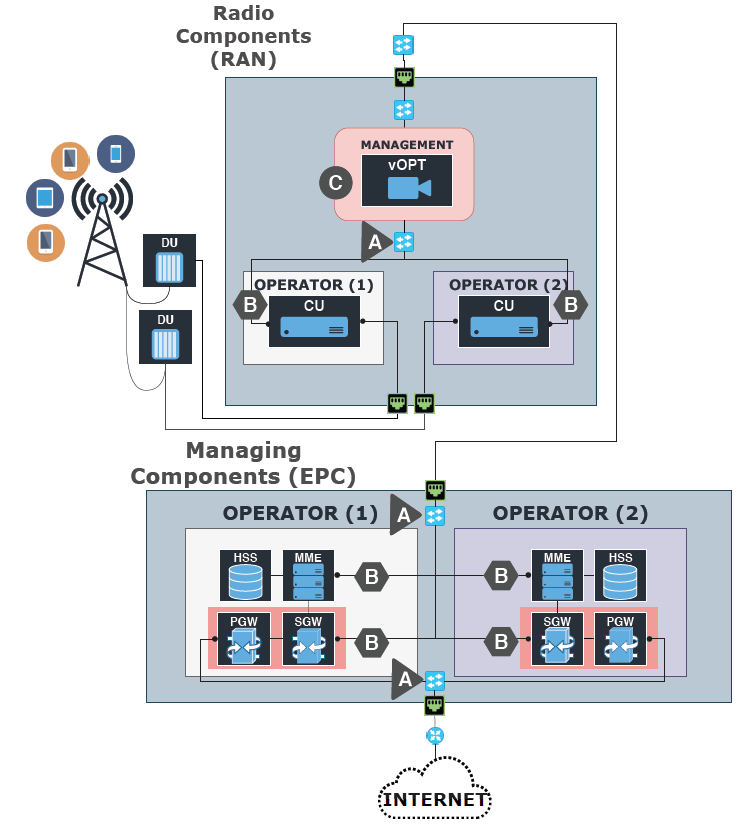 Radio
Components
(RAN)
MANAGEMENT
vOPT
C
A
DU
OPERATOR (1)
OPERATOR (2)
B
CU
CU
B
DU
Managing
Components (EPC)
OPERATOR (1)
A
OPERATOR (2)
HSS
MME
B
B
MME
HSS
PGW
SGW
B
B
SGW
PGW
A
INTERNET